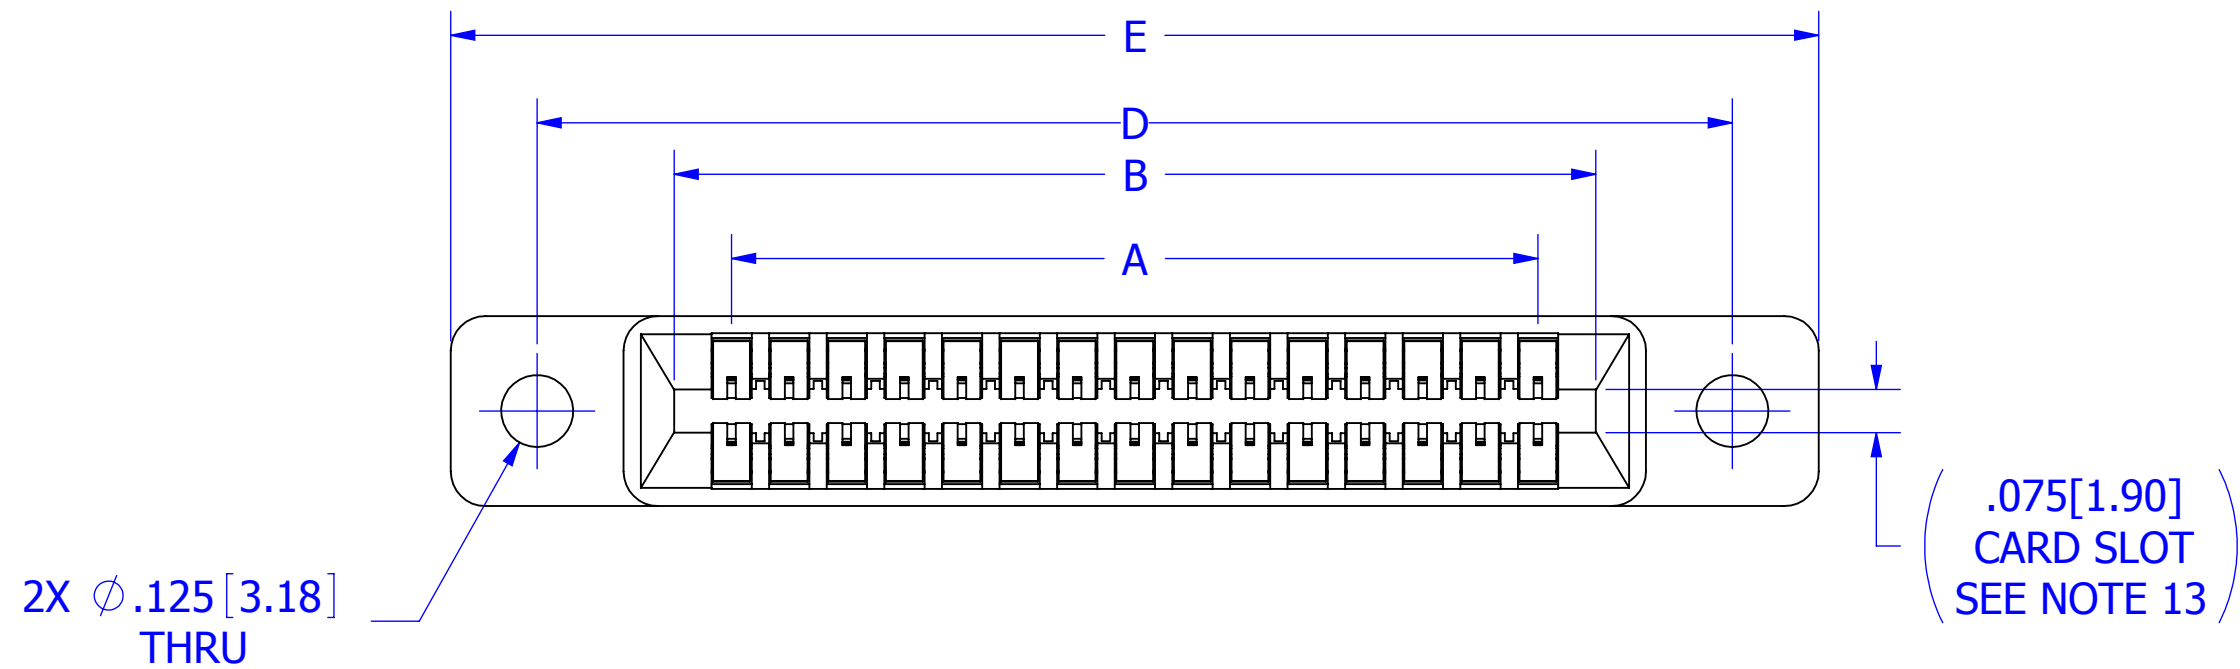 E
D
B
A
2X ∅.125[3.18]
THRU
.075[1.90]
CARD SLOT
SEE NOTE 13